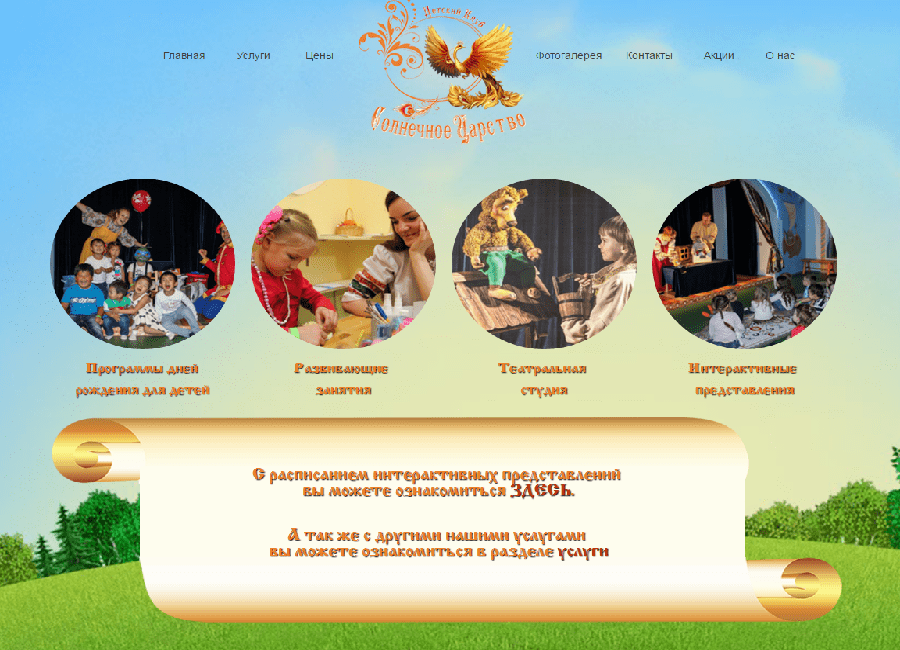 Детский Клуб
Главная Услуги Цены Фотогалерея Контакты Акции О нас
Солнечное Царство
Программы дней
рождения для детей
Развивающие
занятия
Театральная
студия
Интерактивные
представления
С расписанием интерактивных представлений
вы можете ознакомиться ЗДЕСЬ.
А так же с другими нашими услугами
вы можете ознакомиться в разделе услуги